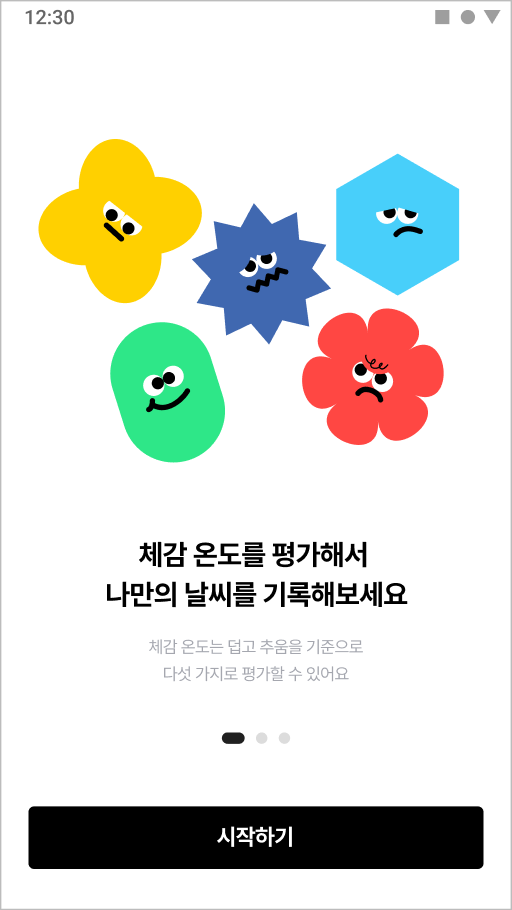 12:30
체감 온도를 평가해서
나만의 날씨를 기록해보세요
체감 온도는 덥고 추움을 기준으로
다섯 가지로 평가할 수 있어요
시작하기